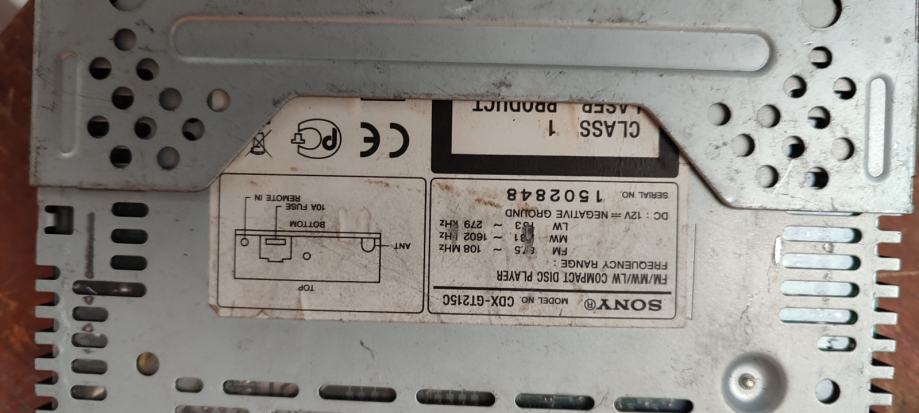 SONY®
MODEL NO. CDX-GT215C
FM/MW/LW COMPACT DISC PLAYER
FREQUENCY RANGE :
FM ~ 108 MHz
MW ~ 1602 kHz
LW ~ 279 kHz
DC : 12V NEGATIVE GROUND
SERIAL NO. 1502848
CLASS 1
LASER PRODUCT
TOP
ANT
BOTTOM
10A FUSE
REMOTE IN
CE